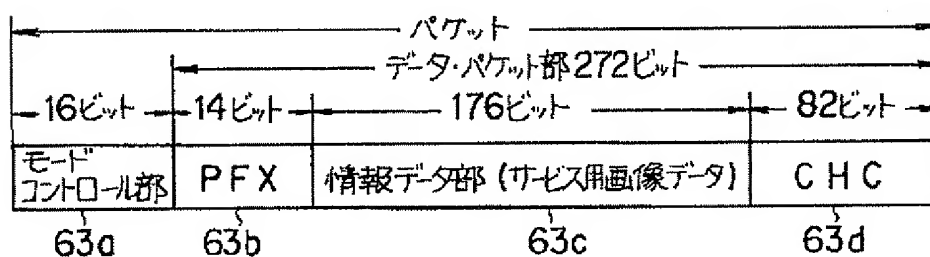 パケット
データ・パケット部272ビット
16ビット 14ビット 176ビット 82ビット
モード
コントロール部 PFX 情報データ部(サービス用画像データ) CHC
63a 63b 63c 63d